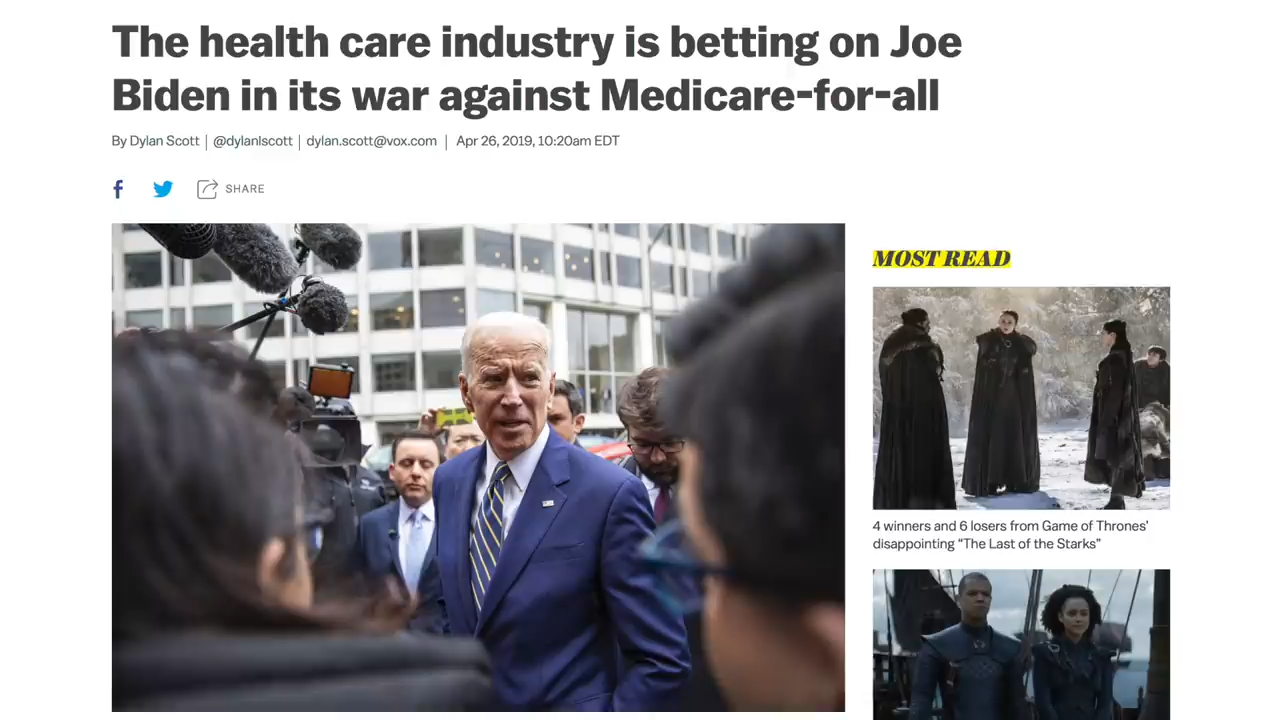 The health care industry is betting on Joe
Biden in its war against Medicare-for-all
By Dylan Scott | @dylanlscott | dylan.scott@vox.com | Apr 26, 2019, 10:20am EDT
SHARE
MOST READ
4 winners and 6 losers from Game of Thrones'
disappointing “The Last of the Starks”